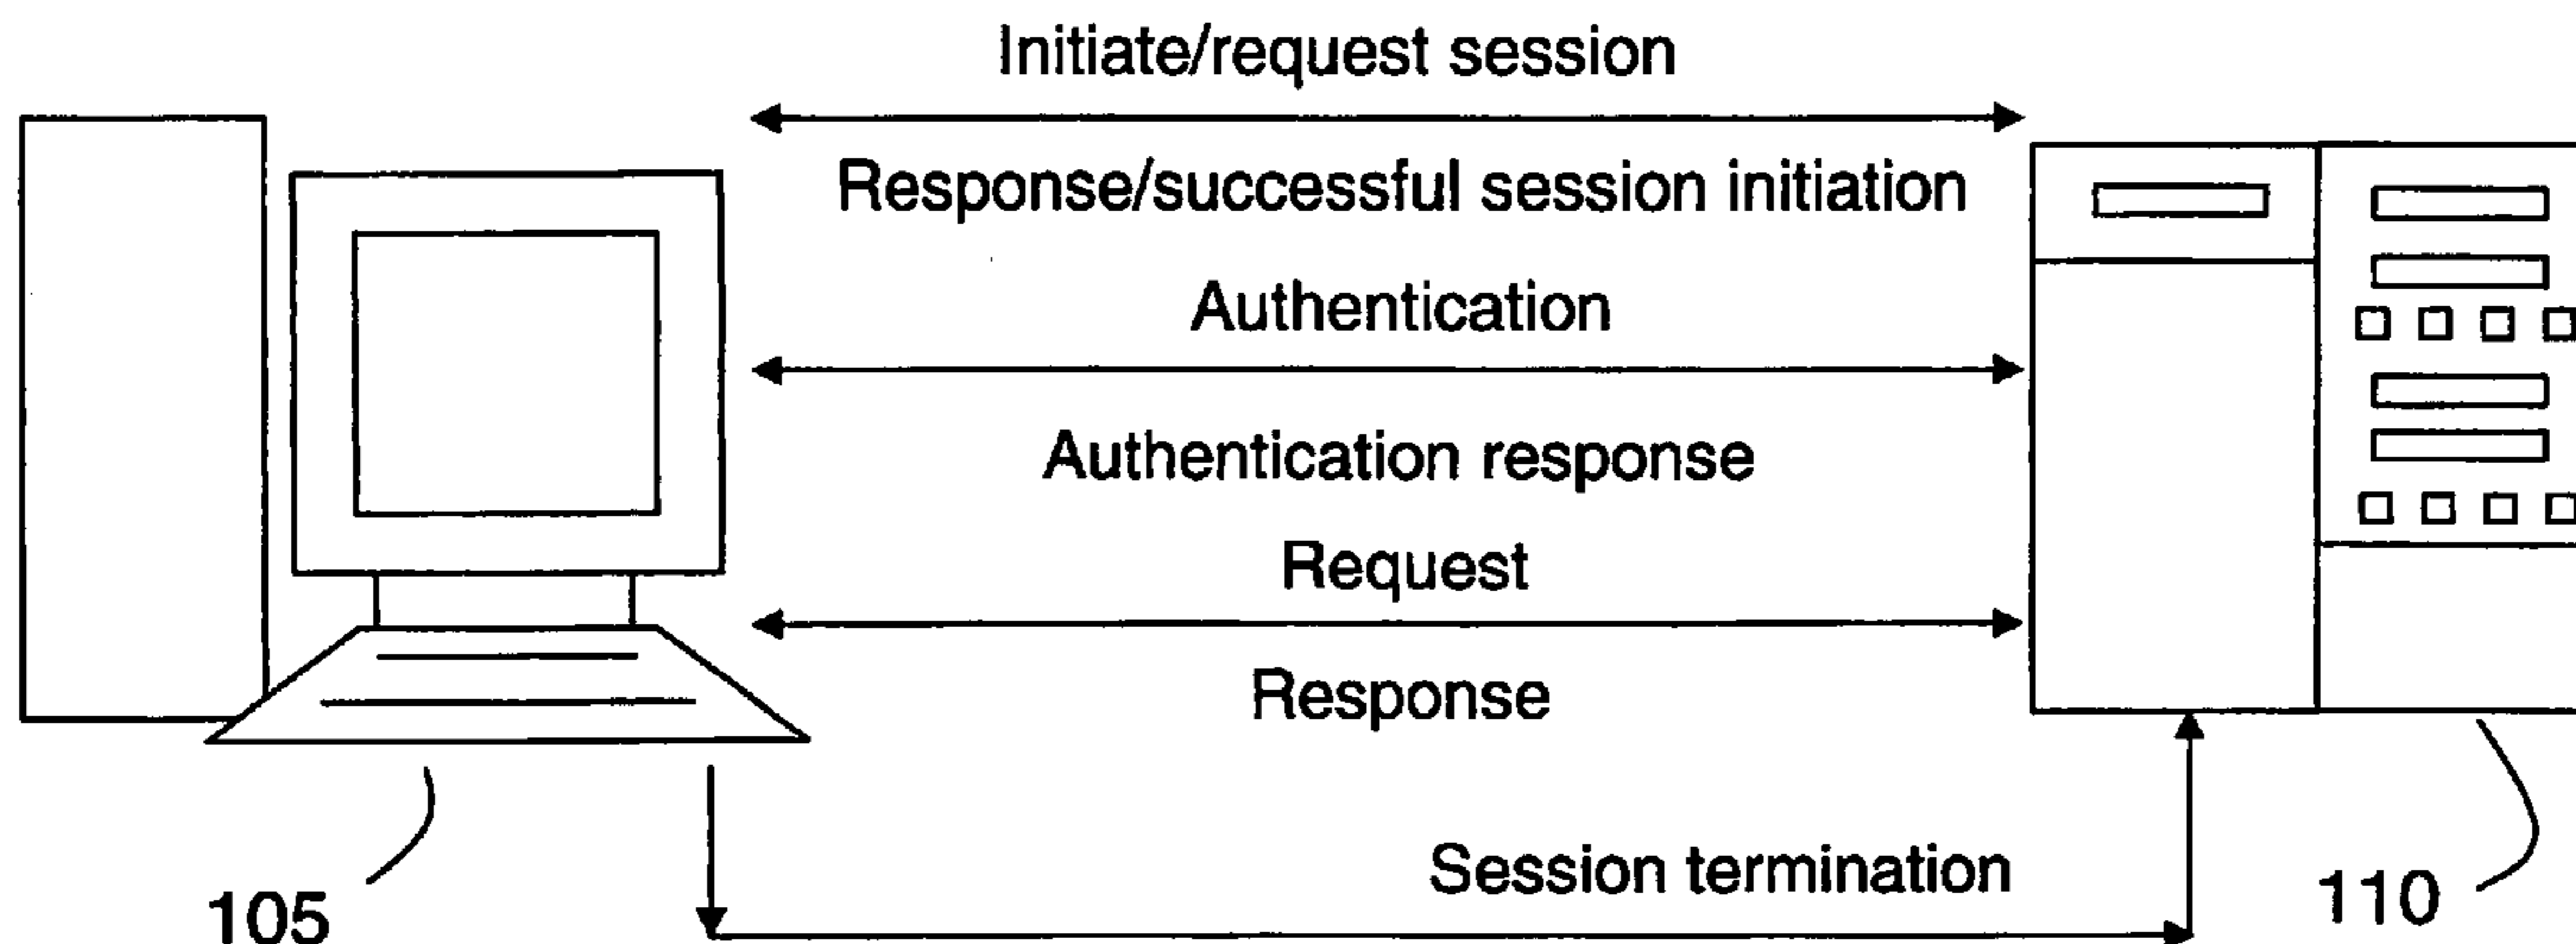 Initiate/request session
Response/successful session initiation
Authentication
Authentication response
Request
Response
Session termination
105
110